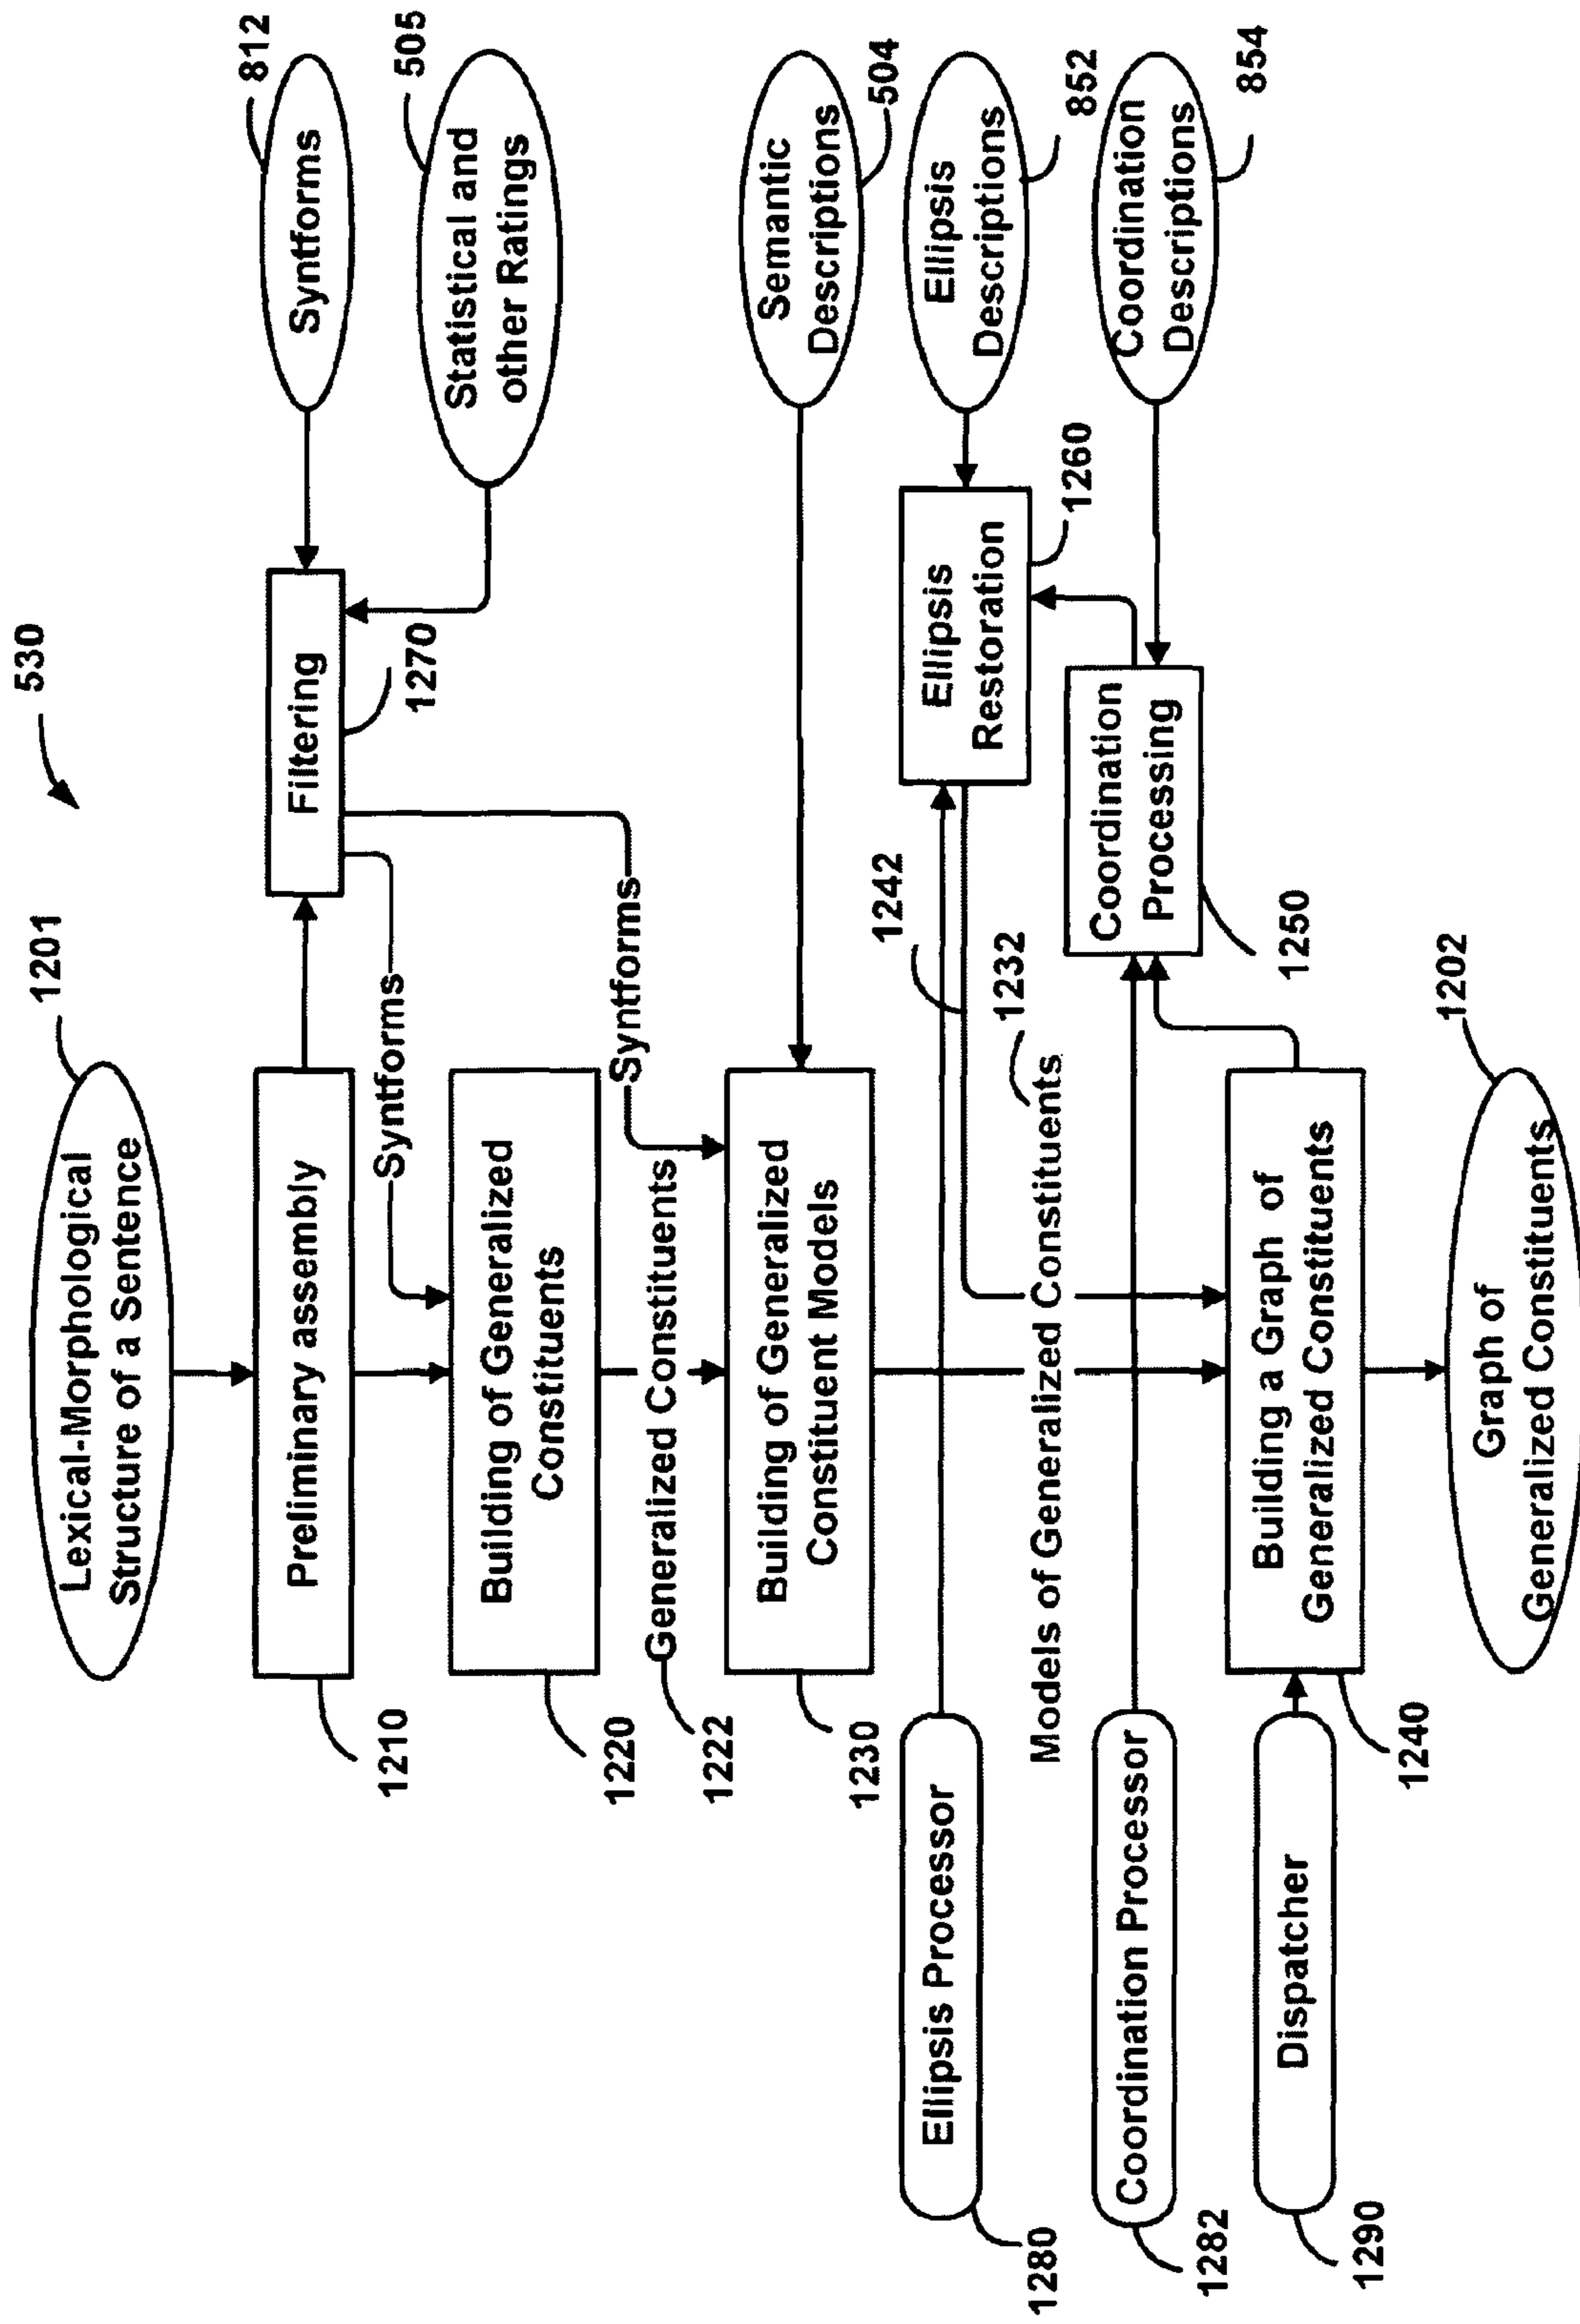 530
1201
Lexical-Morphological
Structure of a Sentence
812
Syntforms
505
Statistical and
other Ratings
Preliminary assembly
1210
Filtering
1270
Syntforms
Building of Generalized
Constituents
1220
Generalized Constituents
1222
Syntforms
Building of Generalized
Constituent Models
1230
Semantic
Descriptions
504
Ellipsis Processor
1280
1242
Ellipsis
Restoration
1260
Ellipsis
Descriptions
852
Models of Generalized Constituents
1232
Coordination Processor
1282
Coordination
Processing
1250
Coordination
Descriptions
854
Dispatcher
1290
Building a Graph of
Generalized Constituents
1240
1202
Graph of
Generalized Constituents